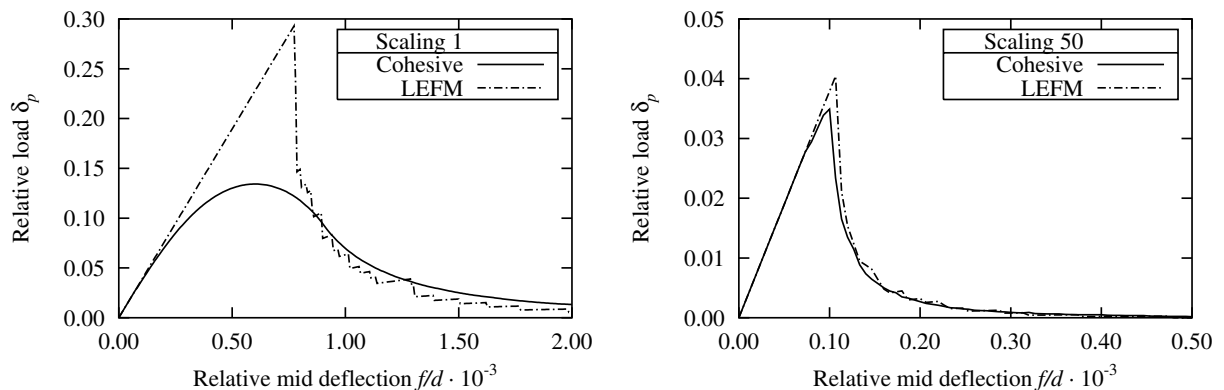 0.30
0.25
0.20
0.15
0.10
0.05
0.00
Relative load δp
Scaling 1
Cohesive
LEFM
0.00 0.50 1.00 1.50 2.00
Relative mid deflection f/d · 10-3
0.05
0.04
0.03
0.02
0.01
0.00
Relative load δp
Scaling 50
Cohesive
LEFM
0.00 0.10 0.20 0.30 0.40 0.50
Relative mid deflection f/d · 10-3